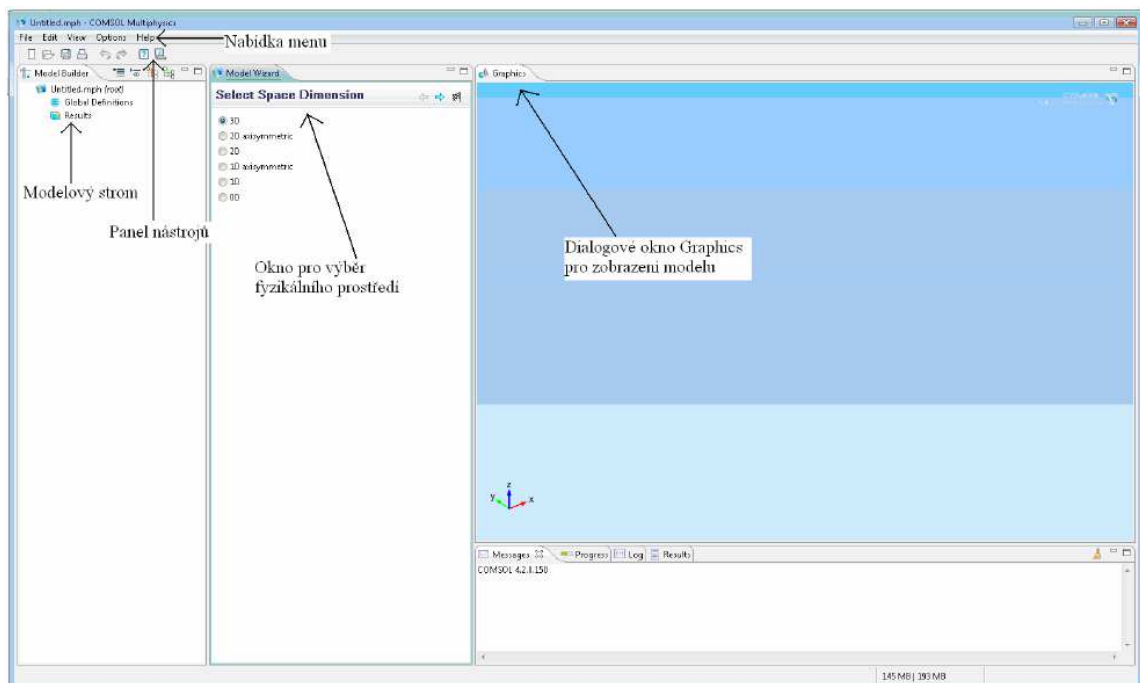 Untitled.mph - COMSOL Multiphysics
File Edit View Options Help
Nabídka menu
Model Builder
Untitled.mph (root)
Global Definitions
Results
Modelový strom
Panel nástrojů
Model Wizard
Select Space Dimension
3D
2D axisymmetric
2D
1D axisymmetric
1D
0D
Okno pro výběr
fyzikálního prostředí
Graphics
COMSOL
Dialogové okno Graphics
pro zobrazení modelu
z
y
x
Messages Progress Log Results
COMSOL 4.2.0.150
145 MB | 193 MB